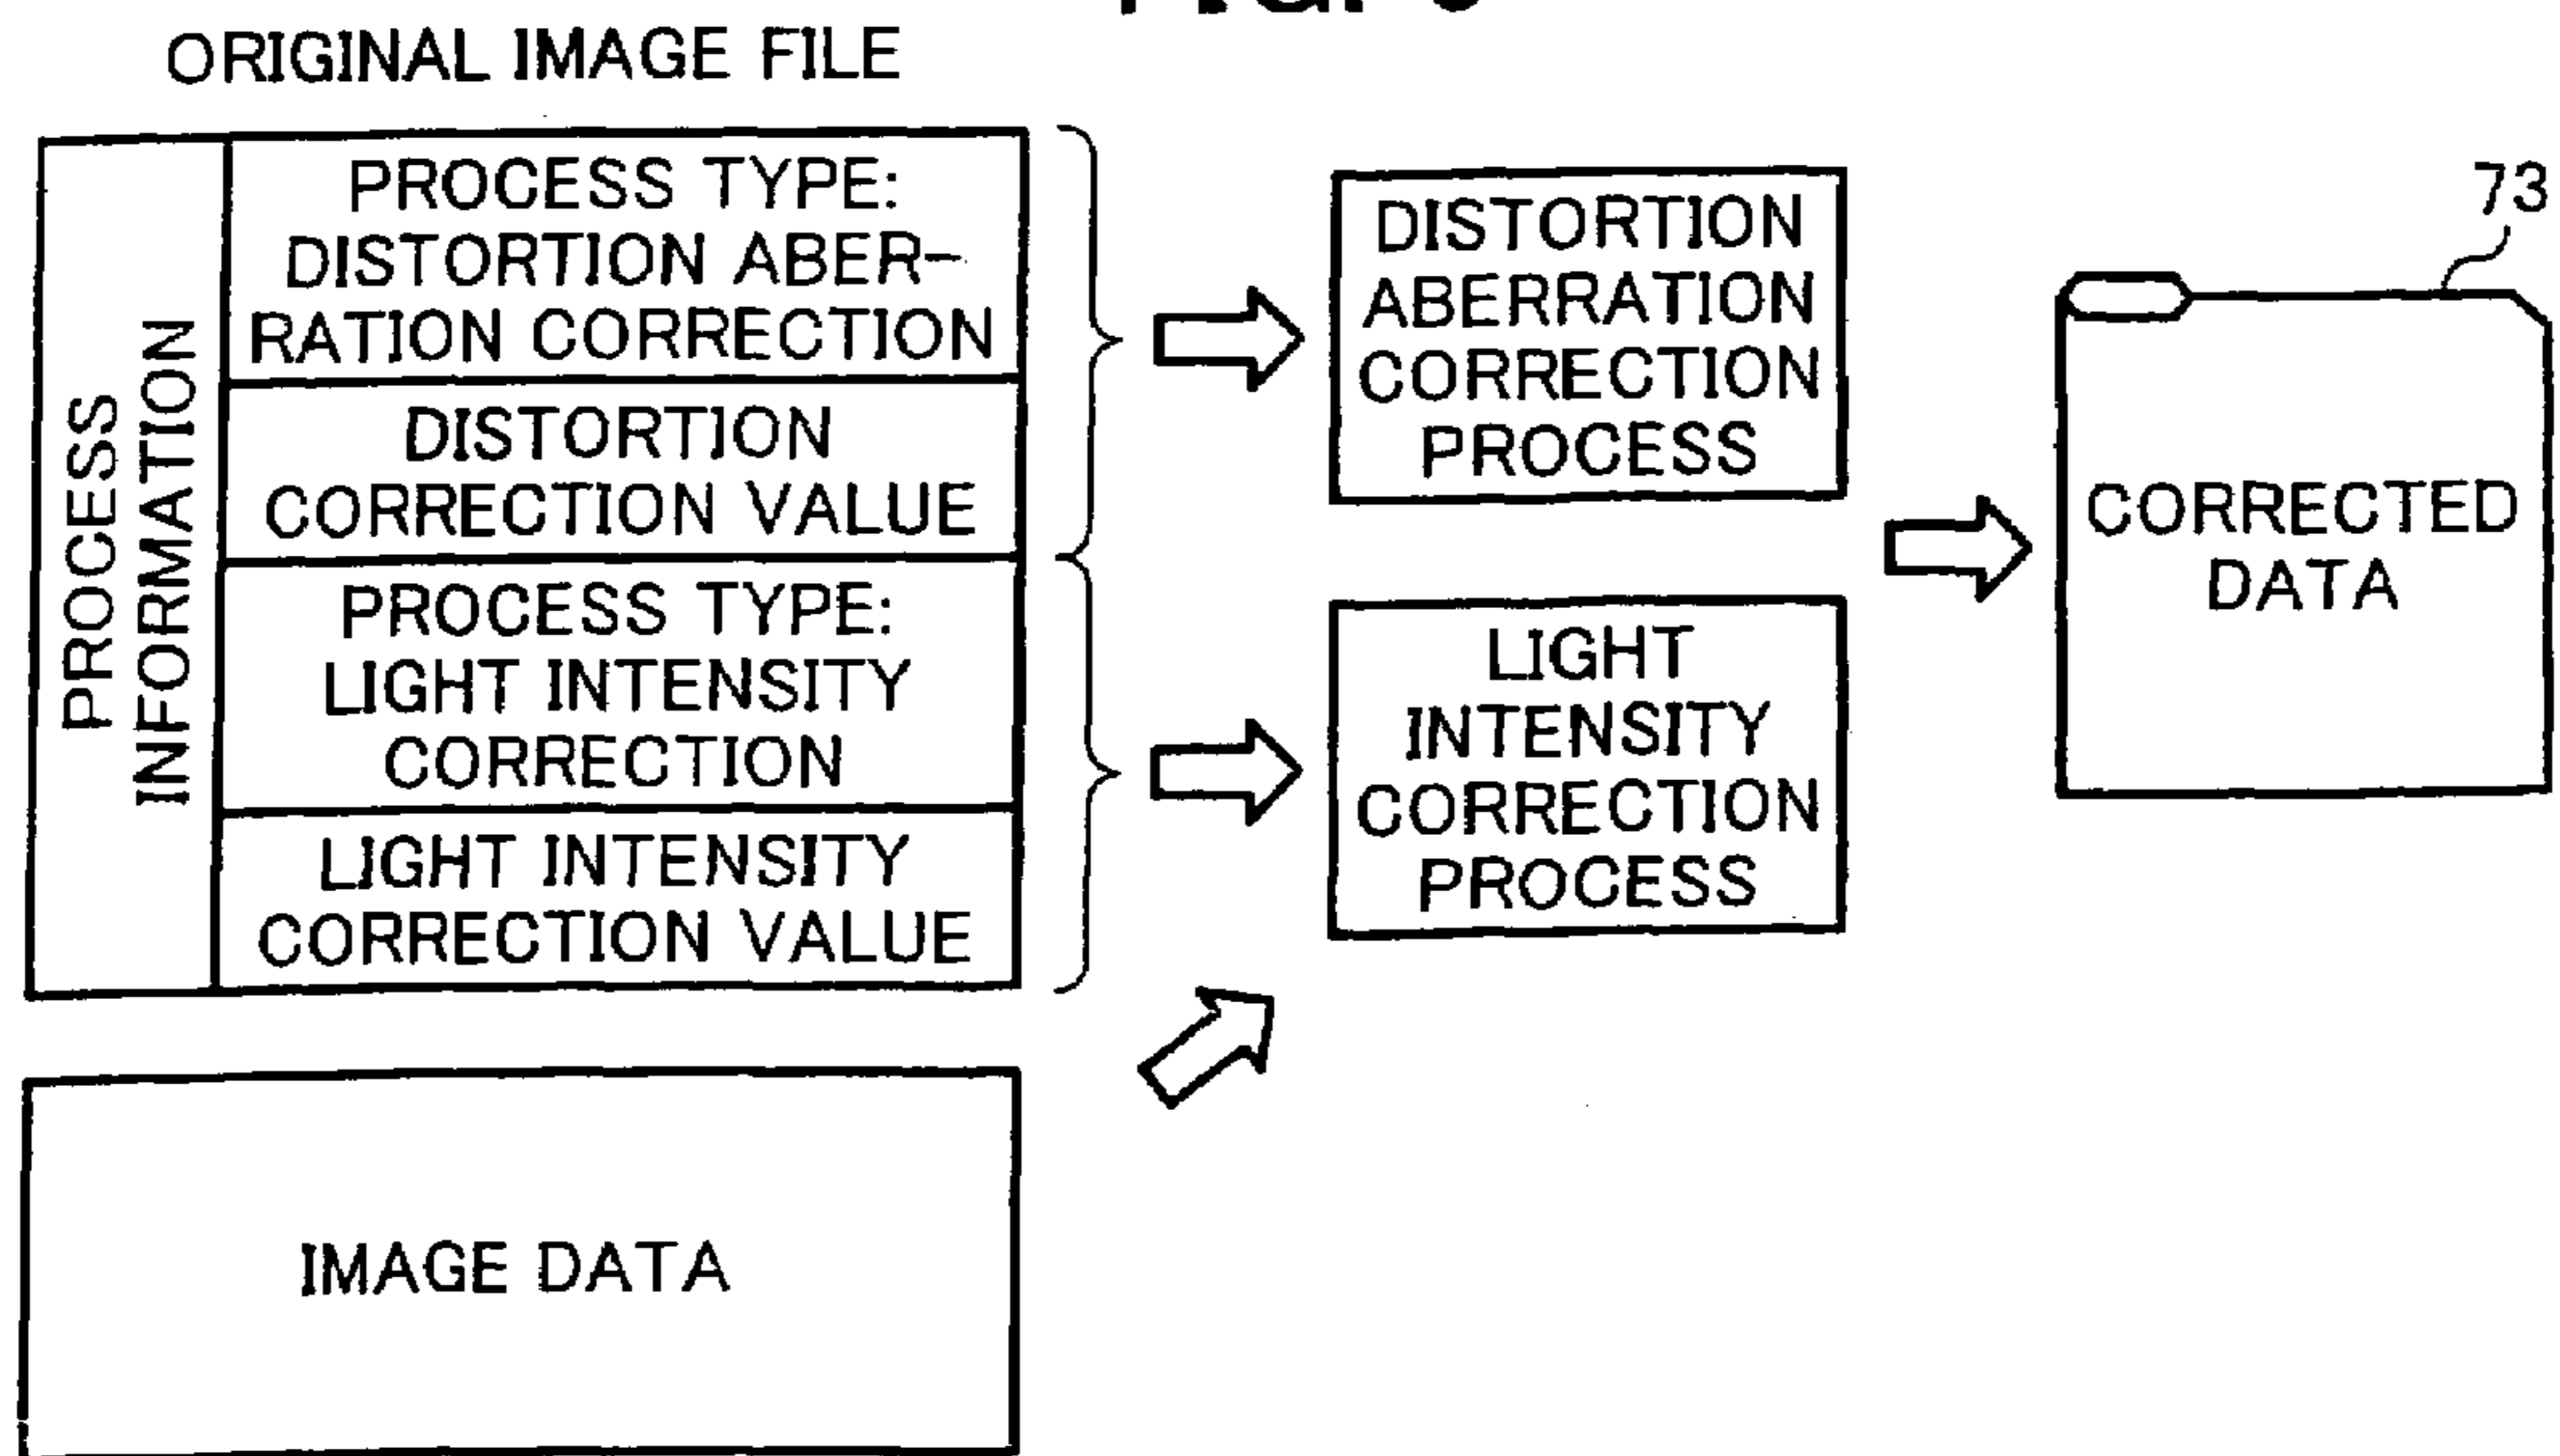 ORIGINAL IMAGE FILE
PROCESS
INFORMATION
PROCESS TYPE:
DISTORTION ABER-
RATION CORRECTION
DISTORTION
CORRECTION VALUE
PROCESS TYPE:
LIGHT INTENSITY
CORRECTION
LIGHT INTENSITY
CORRECTION VALUE
IMAGE DATA
DISTORTION
ABERRATION
CORRECTION
PROCESS
LIGHT
INTENSITY
CORRECTION
PROCESS
73
CORRECTED
DATA